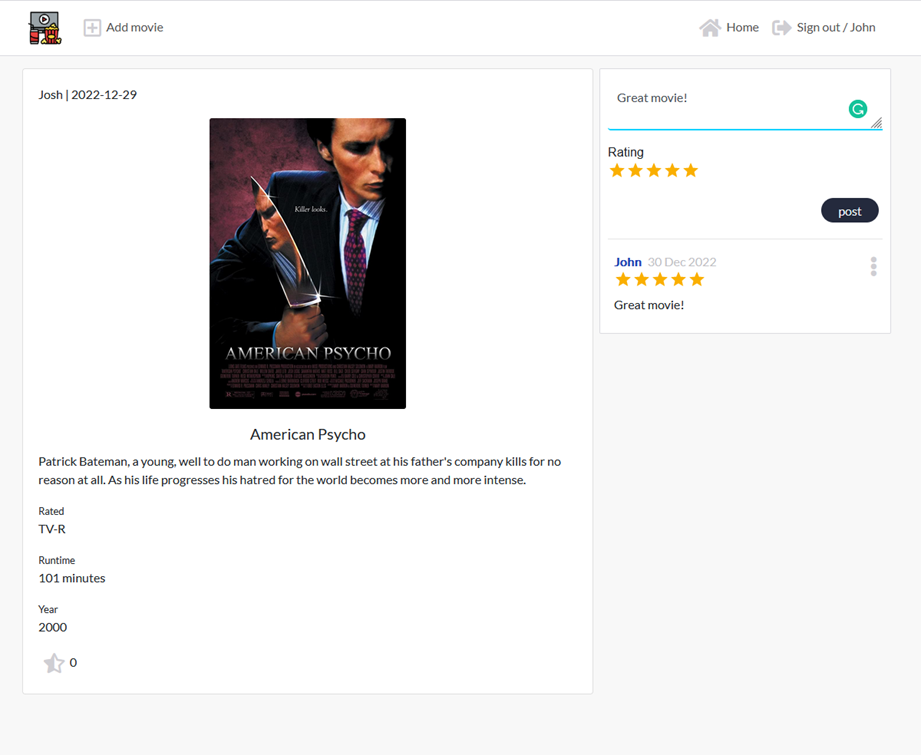 Add movie
Home
Sign out / John
Josh | 2022-12-29
Killer looks.
AMERICAN PSYCHO
American Psycho
Patrick Bateman, a young, well to do man working on wall street at his father's company kills for no
reason at all. As his life progresses his hatred for the world becomes more and more intense.
Rated
TV-R
Runtime
101 minutes
Year
2000
0
Great movie!
Rating
post
John 30 Dec 2022
Great movie!